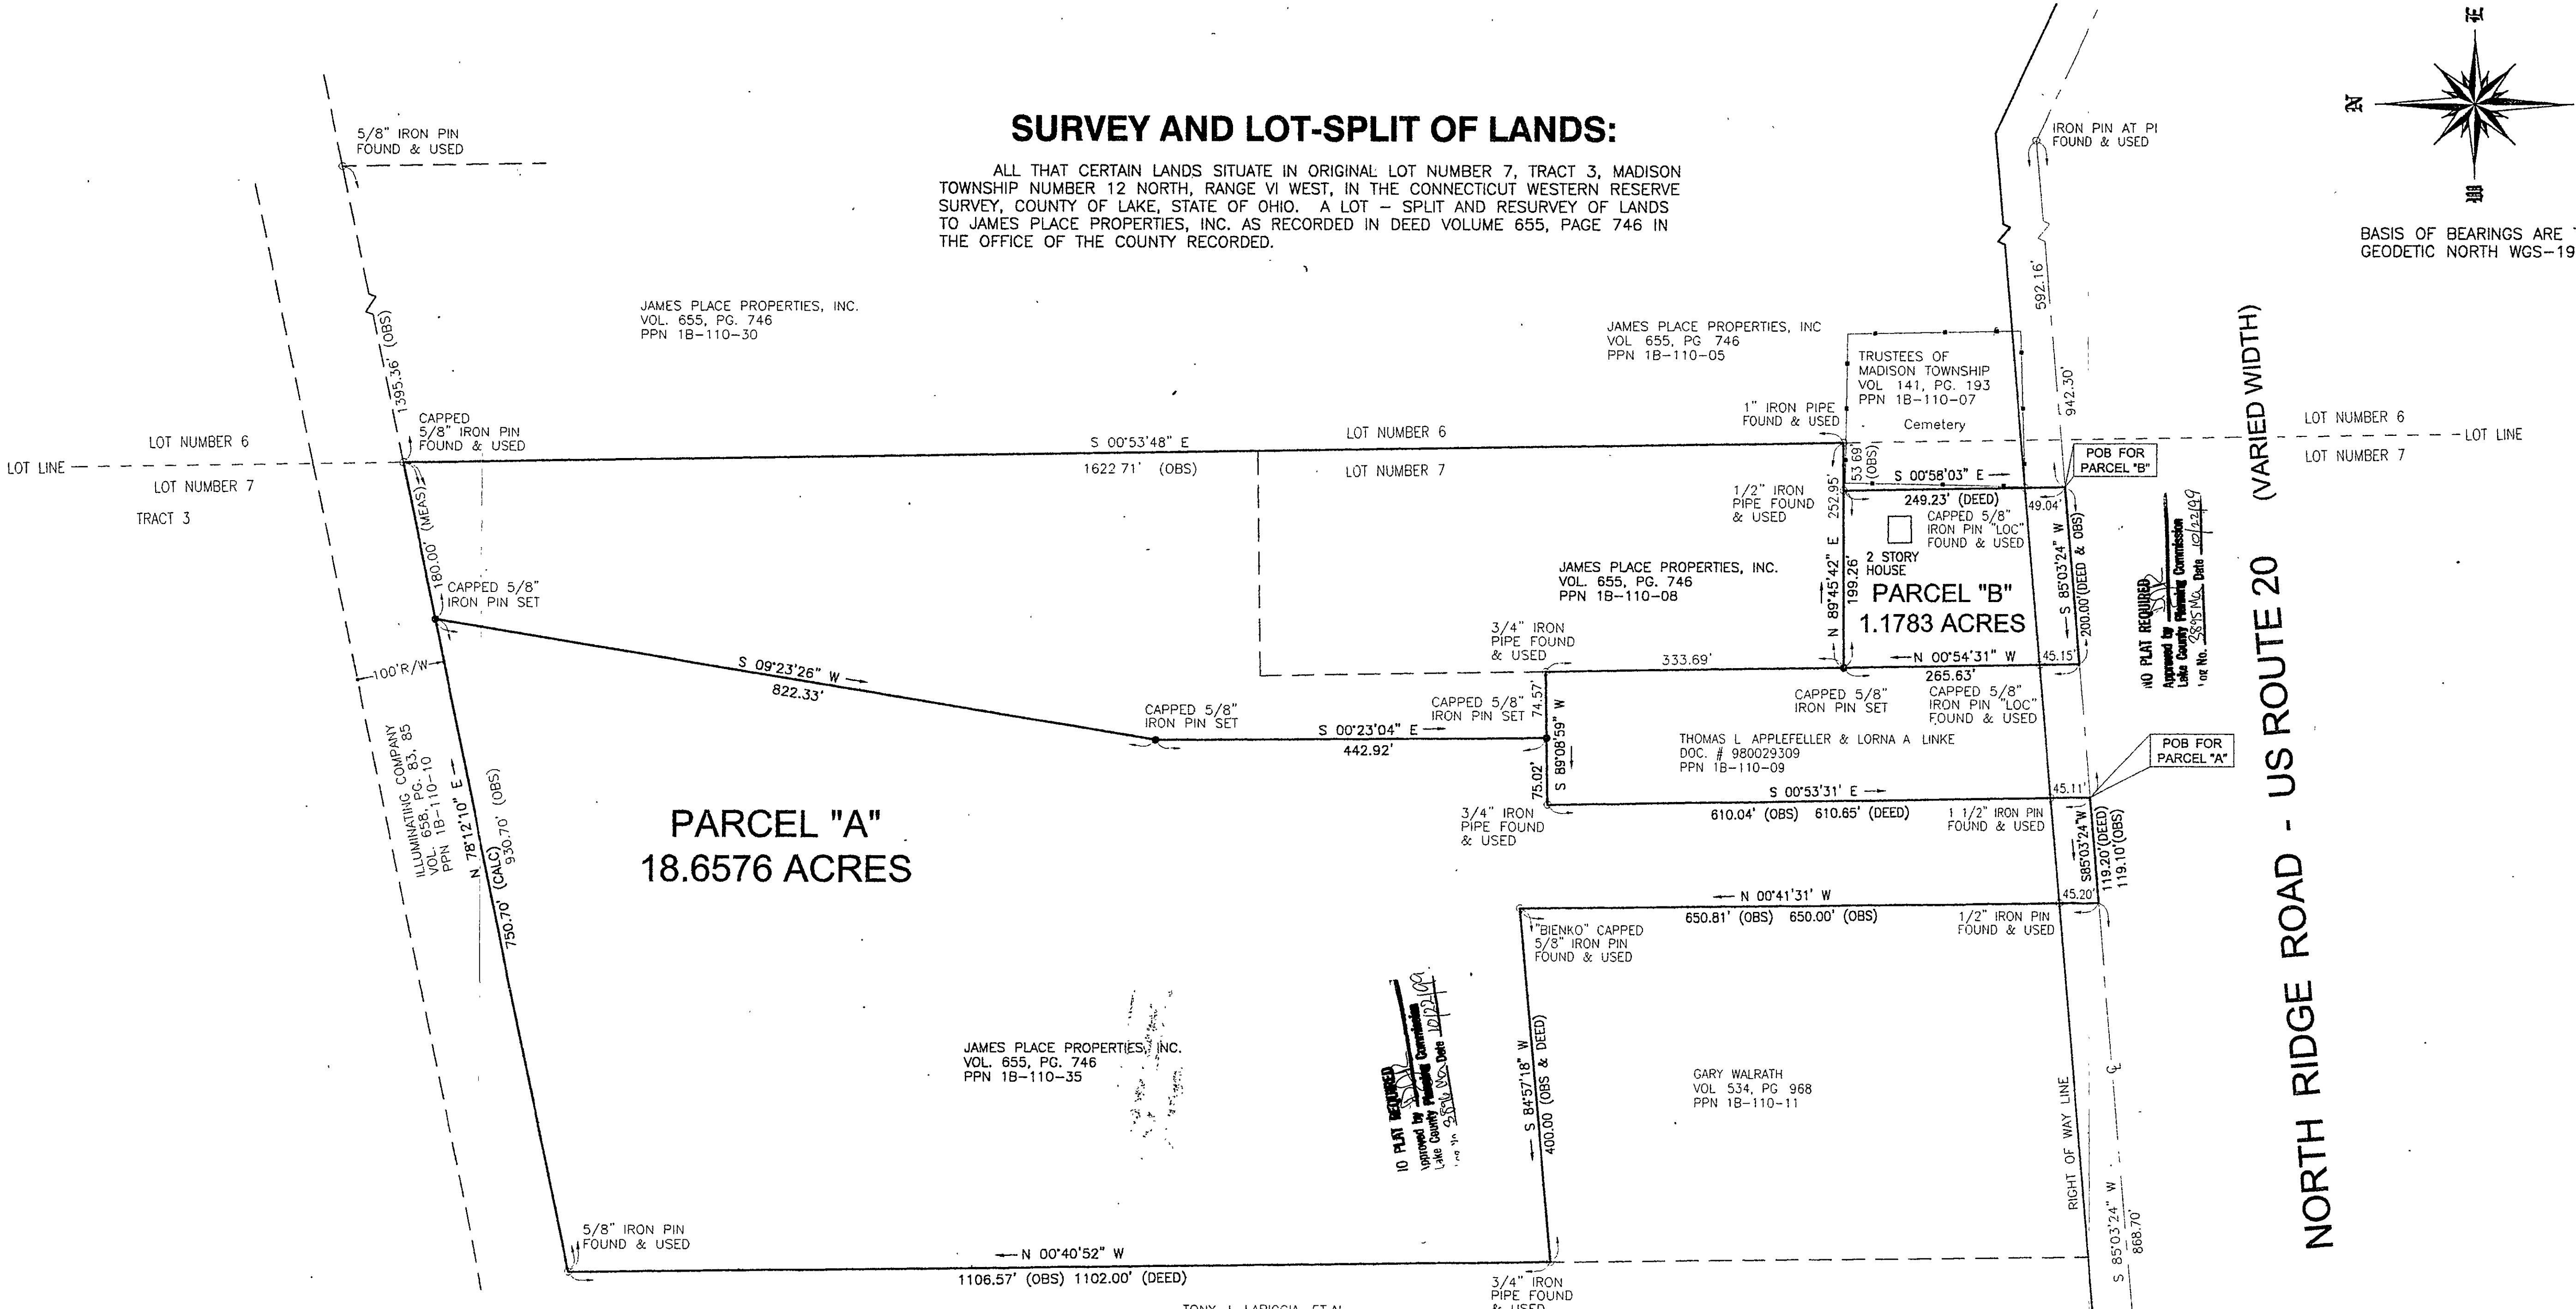 SURVEY AND LOT-SPLIT OF LANDS:
ALL THAT CERTAIN LANDS SITUATE IN ORIGINAL LOT NUMBER 7, TRACT 3, MADISON
TOWNSHIP NUMBER 12 NORTH, RANGE VI WEST, IN THE CONNECTICUT WESTERN RESERVE
SURVEY, COUNTY OF LAKE, STATE OF OHIO. A LOT – SPLIT AND RESURVEY OF LANDS
TO JAMES PLACE PROPERTIES, INC. AS RECORDED IN DEED VOLUME 655, PAGE 746 IN
THE OFFICE OF THE COUNTY RECORDED.
E
N
W
BASIS OF BEARINGS ARE
GEODETIC NORTH WGS-19
5/8" IRON PIN
FOUND & USED
IRON PIN AT PI
FOUND & USED
592.16'
942.30'
1395.36' (OBS)
JAMES PLACE PROPERTIES, INC.
VOL. 655, PG. 746
PPN 1B-110-30
JAMES PLACE PROPERTIES, INC
VOL 655, PG 746
PPN 1B-110-05
TRUSTEES OF
MADISON TOWNSHIP
VOL 141, PG. 193
PPN 1B-110-07
Cemetery
CAPPED
5/8" IRON PIN
FOUND & USED
1" IRON PIPE
FOUND & USED
LOT NUMBER 6
LOT LINE
LOT NUMBER 7
TRACT 3
S 00°53'48" E
1622 71' (OBS)
LOT NUMBER 6
LOT NUMBER 7
LOT NUMBER 6
LOT LINE
LOT NUMBER 7
POB FOR
PARCEL "B"
53 69'
(OBS)
252.95'
S 00°58'03" E
249.23' (DEED)
49.04'
1/2" IRON
PIPE FOUND
& USED
CAPPED 5/8"
IRON PIN "LOC"
FOUND & USED
2 STORY
HOUSE
PARCEL "B"
1.1783 ACRES
N 89°45'42" E
199.26'
S 85°03'24" W
200.00'(DEED & OBS)
NO PLAT REQUIRED
Approved by
Lake County Planning Commission
Date 10/22/99
180.00' (MEAS)
CAPPED 5/8"
IRON PIN SET
100'R/W
JAMES PLACE PROPERTIES, INC.
VOL. 655, PG. 746
PPN 1B-110-08
3/4" IRON
PIPE FOUND
& USED
333.69'
N 00°54'31" W
265.63'
45.15'
S 09°23'26" W
822.33'
CAPPED 5/8"
IRON PIN SET
CAPPED 5/8"
IRON PIN SET
74.57'
S 89°08'59" W
75.02'
CAPPED 5/8"
IRON PIN SET
CAPPED 5/8"
IRON PIN "LOC"
FOUND & USED
S 00°23'04" E
442.92'
THOMAS L APPLEFELLER & LORNA A LINKE
DOC. # 980029309
PPN 1B-110-09
POB FOR
PARCEL "A"
ILLUMINATING COMPANY
VOL. 658, PG. 83, 85
PPN 1B-110-10
N 78°12'10" E
750.70' (CALC)
930.70' (OBS)
PARCEL "A"
18.6576 ACRES
3/4" IRON
PIPE FOUND
& USED
S 00°53'31" E
610.04' (OBS) 610.65' (DEED)
1 1/2" IRON PIN
FOUND & USED
45.11'
S85°03'24"W
119.20'(DEED)
119.10'(OBS)
N 00°41'31" W
650.81' (OBS) 650.00' (OBS)
45.20'
1/2" IRON PIN
FOUND & USED
"BIENKO" CAPPED
5/8" IRON PIN
FOUND & USED
S 84°57'18" W
400.00 (OBS & DEED)
JAMES PLACE PROPERTIES, INC.
VOL. 655, PG. 746
PPN 1B-110-35
PLAT REQUIRED
Lake County Planning Commission
Date 10/22/99
GARY WALRATH
VOL 534, PG 968
PPN 1B-110-11
RIGHT OF WAY LINE
S 85°03'24" W
868.70'
NORTH RIDGE ROAD - US ROUTE 20 (VARIED WIDTH)
5/8" IRON PIN
FOUND & USED
N 00°40'52" W
1106.57' (OBS) 1102.00' (DEED)
3/4" IRON
PIPE FOUND
& USED